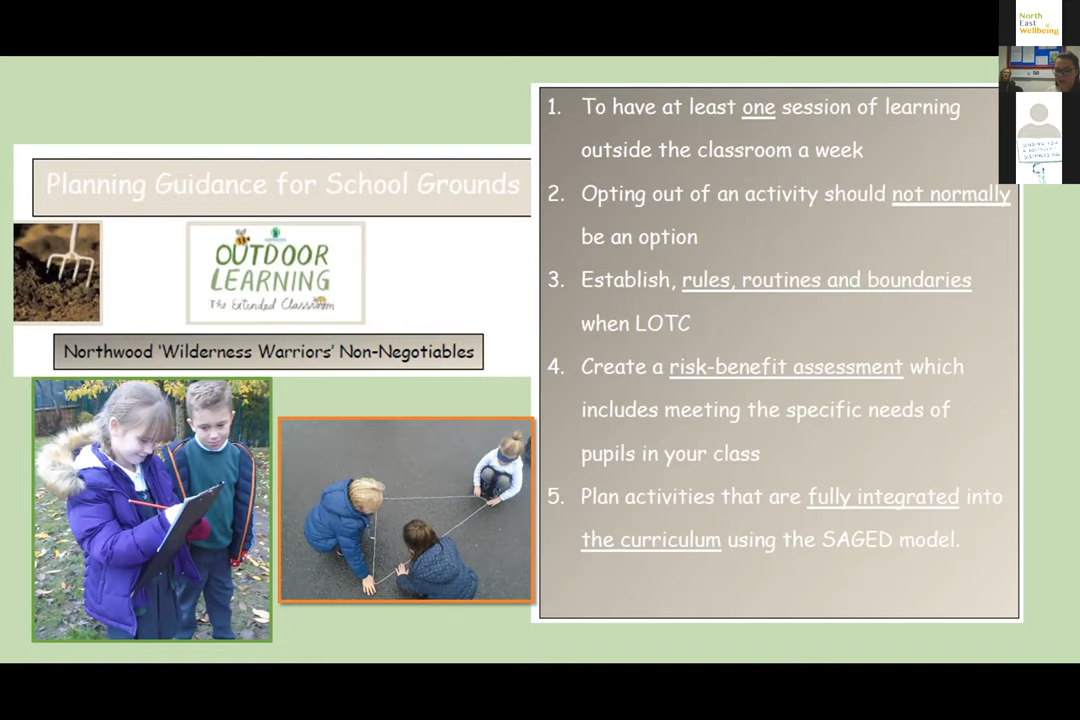 Planning Guidance for School Grounds
OUTDOOR
LEARNING
The Extended Classroom
Northwood ‘Wilderness Warriors’ Non-Negotiables
1. To have at least one session of learning
outside the classroom a week
2. Opting out of an activity should not normally
be an option
3. Establish, rules, routines and boundaries
when LOTC
4. Create a risk-benefit assessment which
includes meeting the specific needs of
pupils in your class
5. Plan activities that are fully integrated into
the curriculum using the SAGED model.
North
East
Wellbeing